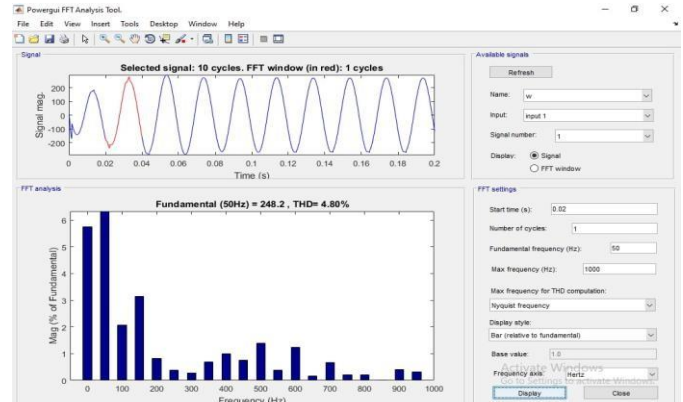 Powergui FFT Analysis Tool.
File Edit View Insert Tools Desktop Window Help
Signal
Selected signal: 10 cycles. FFT window (in red): 1 cycles
Signal mag.
200
100
0
-100
-200
0 0.02 0.04 0.06 0.08 0.1 0.12 0.14 0.16 0.18 0.2
Time (s)
FFT analysis
Fundamental (50Hz) = 248.2 , THD= 4.80%
Mag (% of Fundamental)
6
5
4
3
2
1
0
0 100 200 300 400 500 600 700 800 900 1000
Frequency (Hz)
Available signals
Refresh
Name: w
Input: input 1
Signal number: 1
Display: Signal
FFT window
FFT settings
Start time (s): 0.02
Number of cycles: 1
Fundamental frequency (Hz): 50
Max frequency (Hz): 1000
Max frequency for THD computation:
Nyquist frequency
Display style:
Bar (relative to fundamental)
Base value: 1.0
Activate Windows
Frequency axis: Hertz
Go to Settings to activate Windows.
Display Close